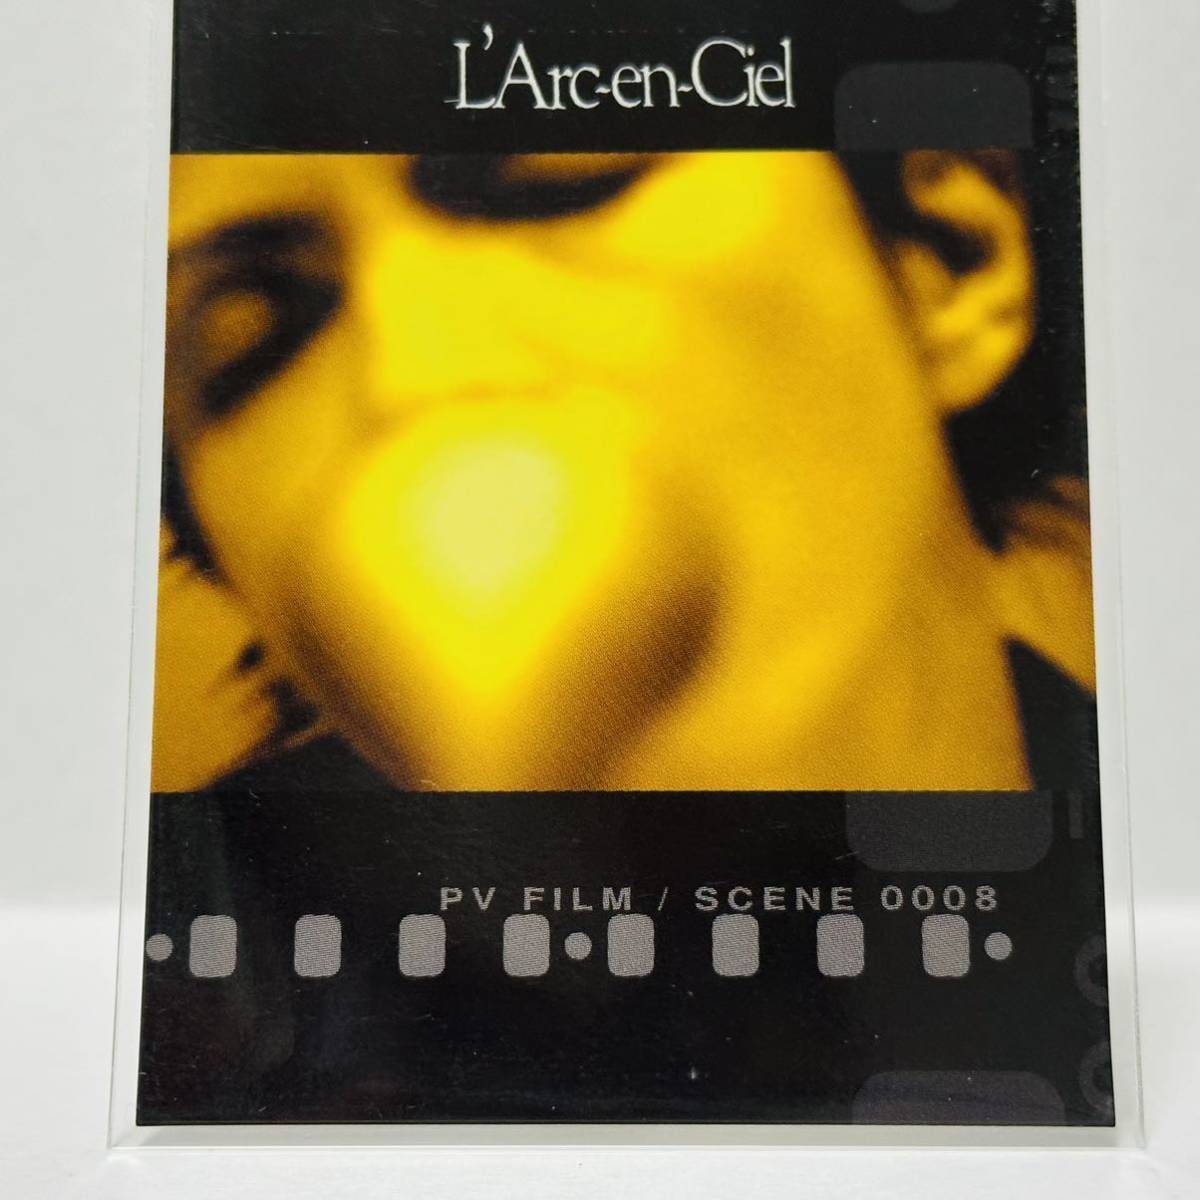 L'Arc-en-Ciel
PV FILM / SCENE 0008